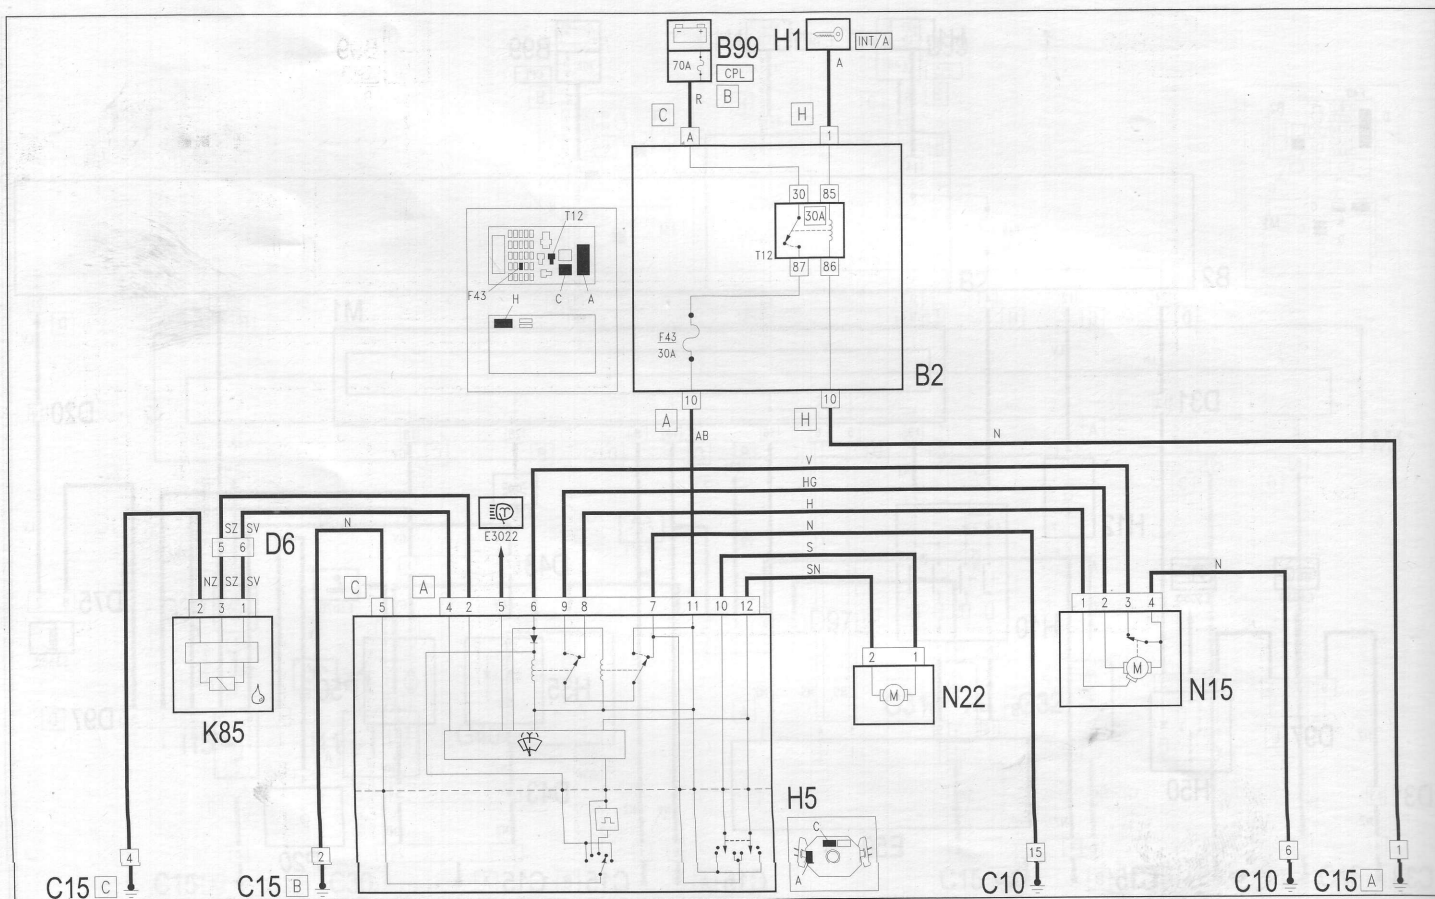 B99
70A
CPL
B
R
H1
INT/A
A
C
A
H
1
30
85
30A
T12
87
86
F43
30A
B2
T12
F43
H
C
A
10
10
A
AB
H
N
V
HG
H
N
S
SN
N
SZ
SV
N
5
6
D6
E3022
NZ
SZ
SV
2
3
1
K85
C
5
A
4
2
5
6
9
8
7
11
10
12
2
1
M
N22
1
2
3
4
M
N15
H5
C
A
4
C15
C
2
C15
B
15
C10
6
C10
1
C15
A